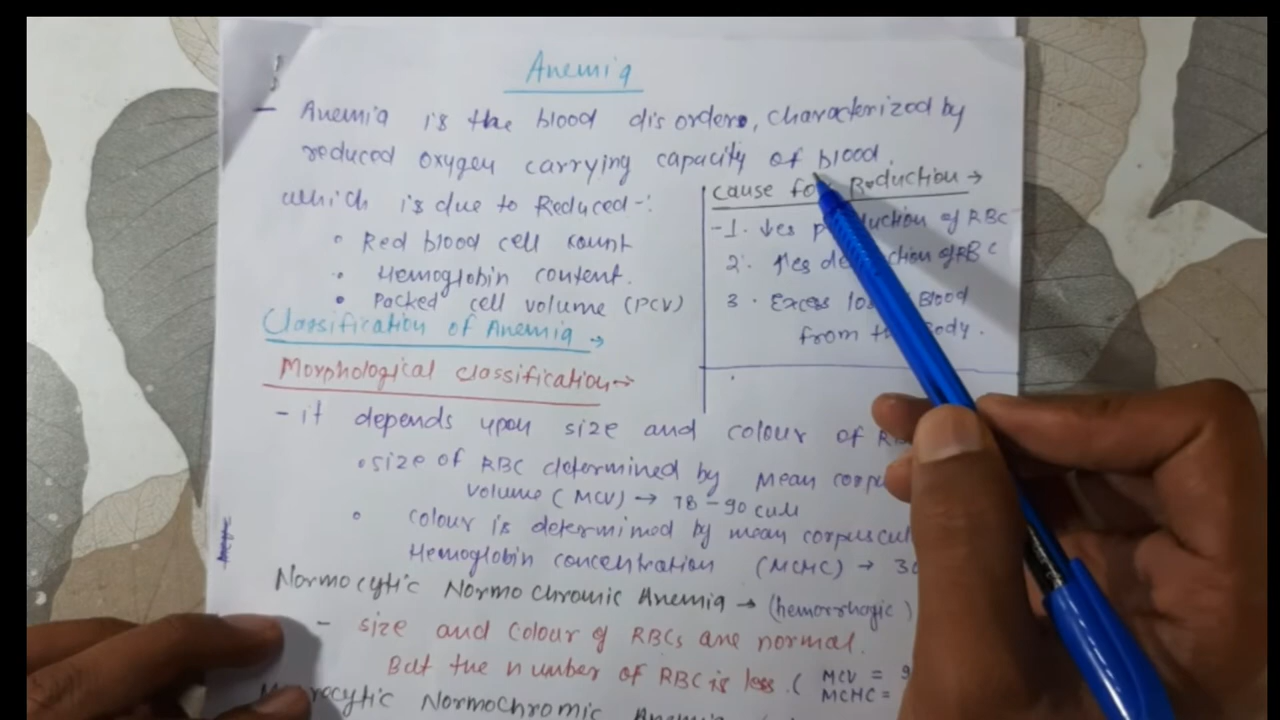 Anemia
- Anemia is the blood disorder, characterized by
reduced oxygen carrying capacity of blood.
which is due to Reduced-:
• Red blood cell count
• Hemoglobin content.
• Packed cell volume (PCV)
Cause for Reduction →
-1. ↓es production of RBC
2. ↑es of RBC
3. Excess of Blood
from body.
Classification of Anemia →
Morphological classification →
- it depends upon size and colour of
• size of RBC determined by Mean
volume (MCV) → 78-90 cuu
• colour is determined by mean
Hemoglobin concentration (MCHC) →
Normocytic Normo Chromic Anemia → (hemorrhagic)
- size and colour of RBCs are normal.
But the number of RBC is less. ( MCV =
MCHC =
NormoChromic Anemia